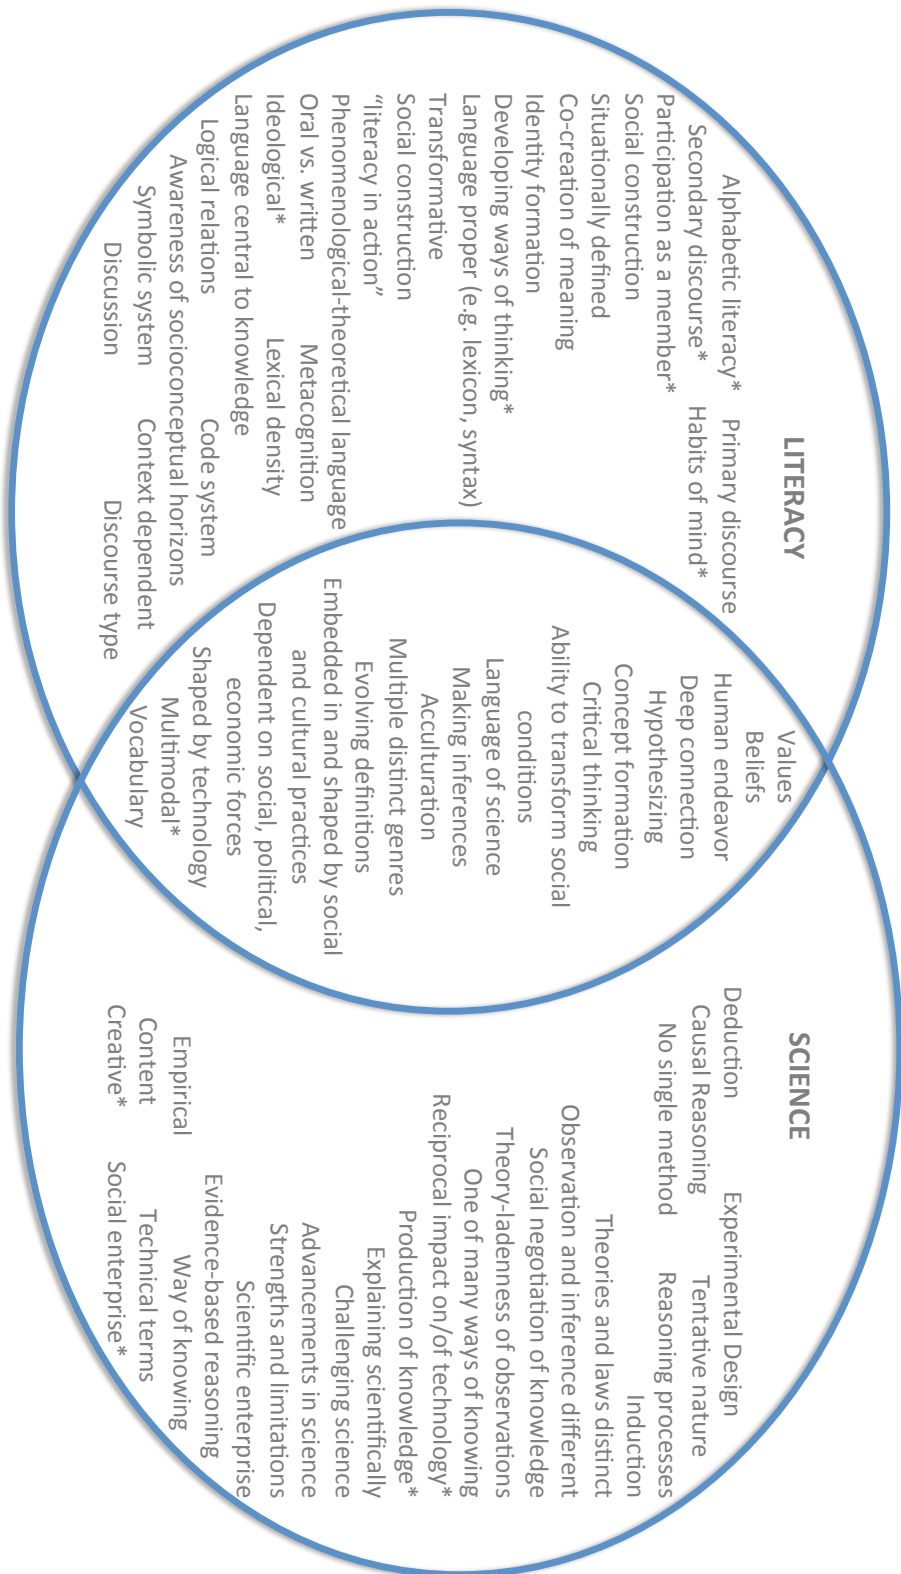 LITERACY
Alphabetic literacy* Primary discourse
Secondary discourse* Habits of mind*
Participation as a member*
Social construction
Situationally defined
Co-creation of meaning
Identity formation
Developing ways of thinking*
Language proper (e.g. lexicon, syntax)
Transformative
Social construction
“literacy in action”
Phenomenological-theoretical language
Oral vs. written Metacognition
Ideological* Lexical density
Language central to knowledge
Logical relations Code system
Awareness of socioconceptual horizons
Symbolic system Context dependent
Discussion Discourse type
Values
Beliefs
Human endeavor
Deep connection
Hypothesizing
Concept formation
Critical thinking
Ability to transform social
conditions
Language of science
Making inferences
Acculturation
Multiple distinct genres
Evolving definitions
Embedded in and shaped by social
and cultural practices
Dependent on social, political,
economic forces
Shaped by technology
Multimodal*
Vocabulary
SCIENCE
Deduction Experimental Design
Causal Reasoning Tentative nature
No single method Reasoning processes
Induction
Theories and laws distinct
Observation and inference different
Social negotiation of knowledge
Theory-ladenness of observations
One of many ways of knowing
Reciprocal impact on/of technology*
Production of knowledge*
Explaining scientifically
Challenging science
Advancements in science
Strengths and limitations
Scientific enterprise
Evidence-based reasoning
Empirical Way of knowing
Content Technical terms
Creative* Social enterprise*